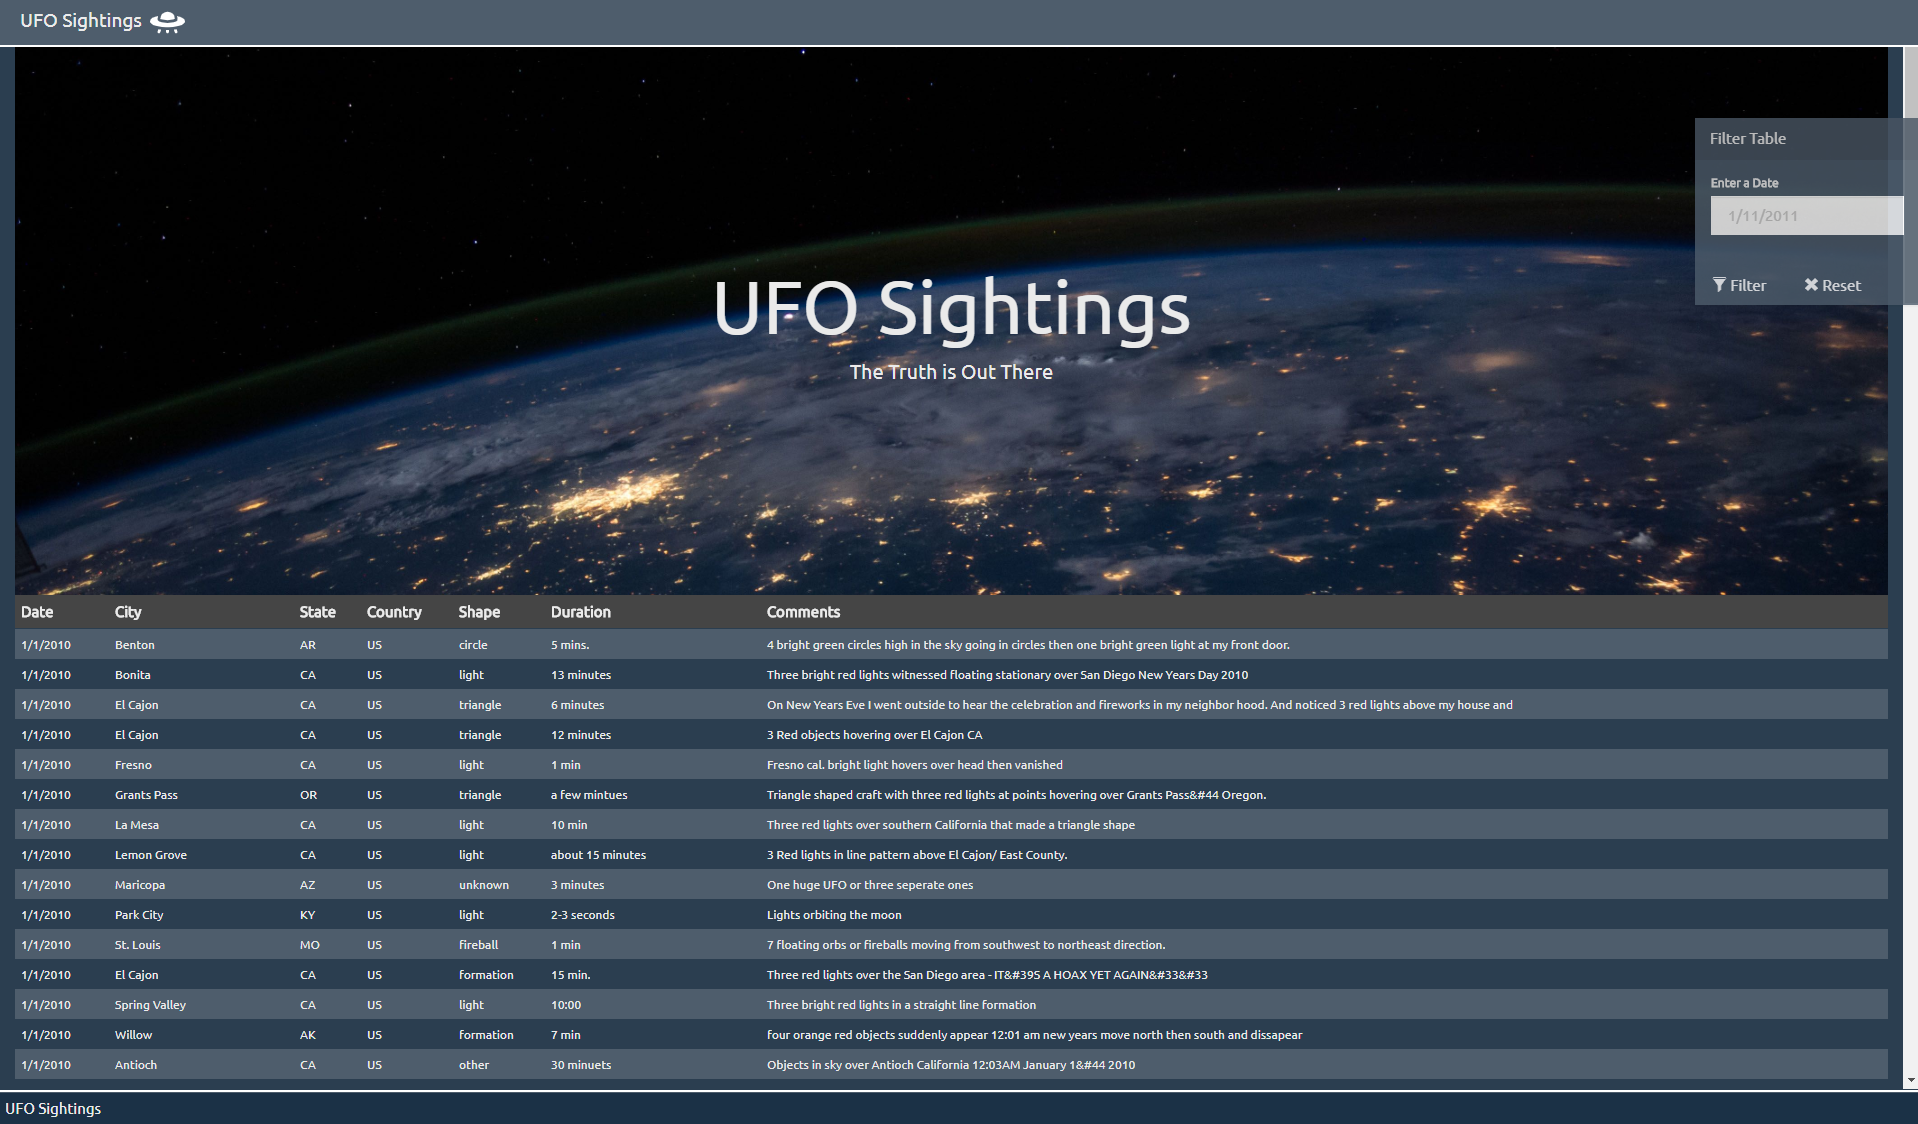 UFO Sightings
Filter Table
Enter a Date
1/11/2011
Filter Reset
UFO Sightings
The Truth is Out There
Date City State Country Shape Duration Comments
1/1/2010 Benton AR US circle 5 mins. 4 bright green circles high in the sky going in circles then one bright green light at my front door.
1/1/2010 Bonita CA US light 13 minutes Three bright red lights witnessed floating stationary over San Diego New Years Day 2010
1/1/2010 El Cajon CA US triangle 6 minutes On New Years Eve I went outside to hear the celebration and fireworks in my neighbor hood. And noticed 3 red lights above my house and
1/1/2010 El Cajon CA US triangle 12 minutes 3 Red objects hovering over El Cajon CA
1/1/2010 Fresno CA US light 1 min Fresno cal. bright light hovers over head then vanished
1/1/2010 Grants Pass OR US triangle a few mintues Triangle shaped craft with three red lights at points hovering over Grants Pass&#44 Oregon.
1/1/2010 La Mesa CA US light 10 min Three red lights over southern California that made a triangle shape
1/1/2010 Lemon Grove CA US light about 15 minutes 3 Red lights in line pattern above El Cajon/ East County.
1/1/2010 Maricopa AZ US unknown 3 minutes One huge UFO or three seperate ones
1/1/2010 Park City KY US light 2-3 seconds Lights orbiting the moon
1/1/2010 St. Louis MO US fireball 1 min 7 floating orbs or fireballs moving from southwest to northeast direction.
1/1/2010 El Cajon CA US formation 15 min. Three red lights over the San Diego area - IT&#39S A HOAX YET AGAIN&#33&#33
1/1/2010 Spring Valley CA US light 10:00 Three bright red lights in a straight line formation
1/1/2010 Willow AK US formation 7 min four orange red objects suddenly appear 12:01 am new years move north then south and dissapear
1/1/2010 Antioch CA US other 30 minuets Objects in sky over Antioch California 12:03AM January 1&#44 2010
UFO Sightings